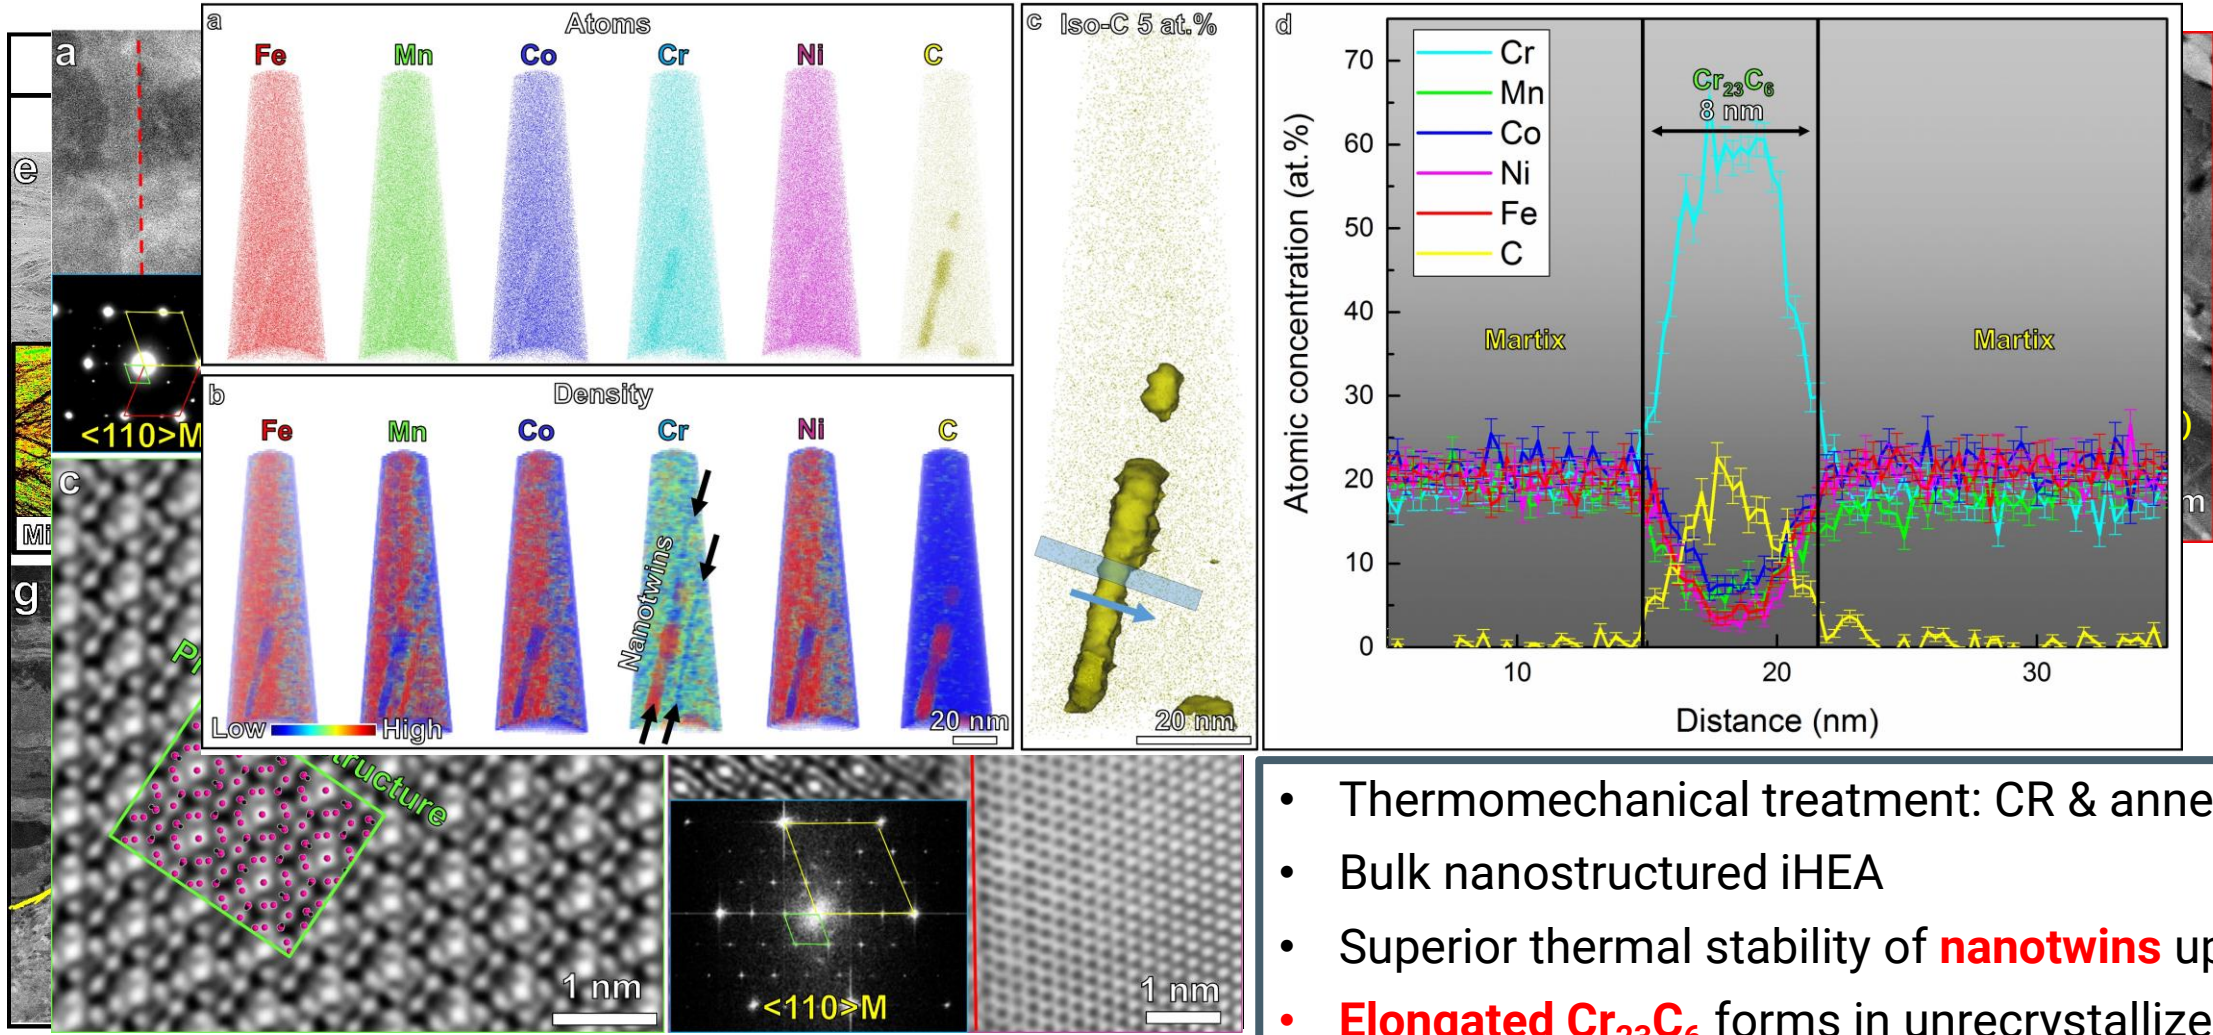 a
e
<110>M
Mi
c
g
Pr
tructure
1 nm
a
Atoms
Fe Mn Co Cr Ni C
b
Density
Fe Mn Co Cr Ni C
Nanotwins
Low High
20 nm
c Iso-C 5 at.%
20 nm
d
Cr
Mn
Co
Ni
Fe
C
Cr₂₃C₆
8 nm
Martix Martix
Atomic concentration (at.%)
70
60
50
40
30
20
10
0
10 20 30
Distance (nm)
)
m
<110>M
1 nm
• Thermomechanical treatment: CR & anne
• Bulk nanostructured iHEA
• Superior thermal stability of nanotwins up
• Elongated Cr₂₃C₆ forms in unrecrystallize